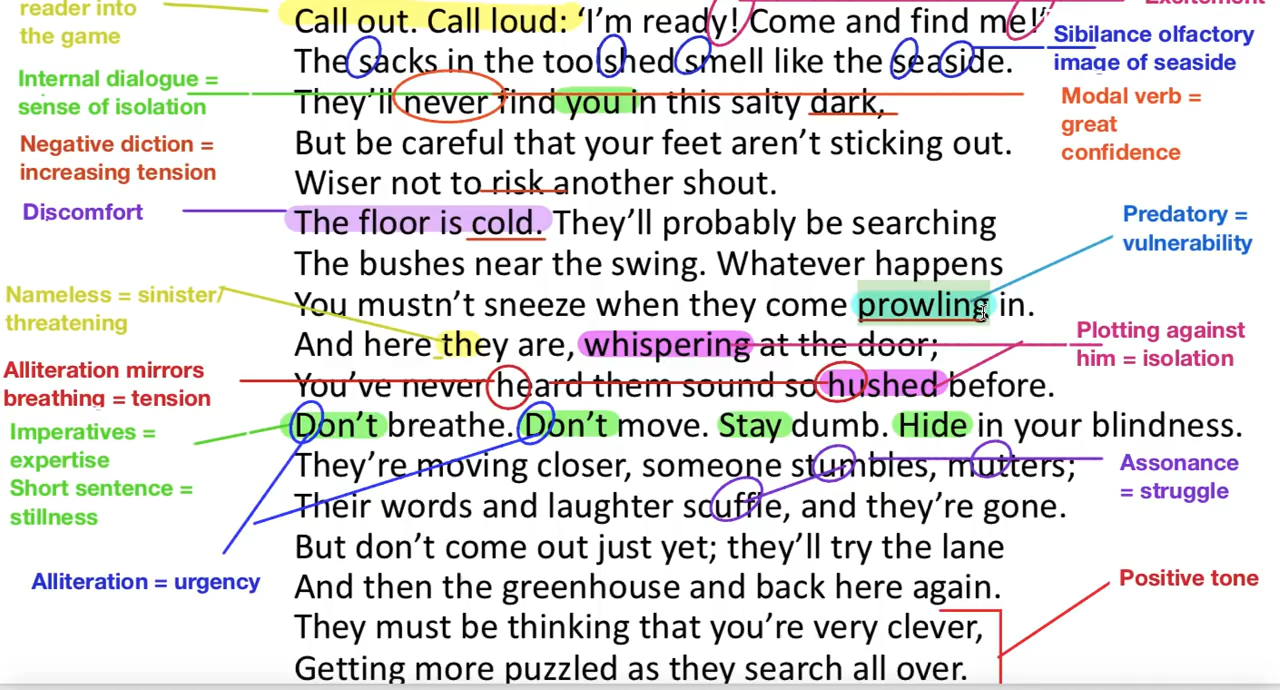 reader into
the game
Internal dialogue =
sense of isolation
Negative diction =
increasing tension
Discomfort
Nameless = sinister/
threatening
Alliteration mirrors
breathing = tension
Imperatives =
expertise
Short sentence =
stillness
Alliteration = urgency
Call out. Call loud: ‘I’m ready! Come and find me!’
The sacks in the toolshed smell like the seaside.
They’ll never find you in this salty dark,
But be careful that your feet aren’t sticking out.
Wiser not to risk another shout.
The floor is cold. They’ll probably be searching
The bushes near the swing. Whatever happens
You mustn’t sneeze when they come prowling in.
And here they are, whispering at the door;
You’ve never heard them sound so hushed before.
Don’t breathe. Don’t move. Stay dumb. Hide in your blindness.
They’re moving closer, someone stumbles, mutters;
Their words and laughter scuffle, and they’re gone.
But don’t come out just yet; they’ll try the lane
And then the greenhouse and back here again.
They must be thinking that you’re very clever,
Getting more puzzled as they search all over.
Excitement
Sibilance olfactory
image of seaside
Modal verb =
great
confidence
Predatory =
vulnerability
Plotting against
him = isolation
Assonance
= struggle
Positive tone